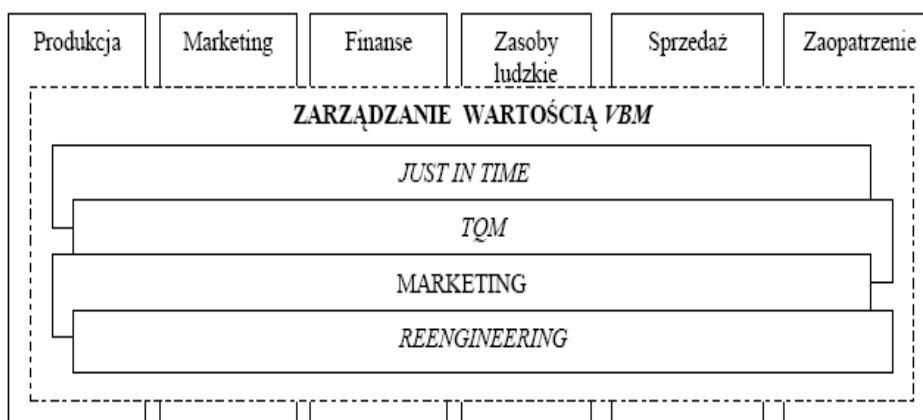 Produkcja
Marketing
Finanse
Zasoby
ludzkie
Sprzedaż
Zaopatrzenie
ZARZĄDZANIE WARTOŚCIĄ VBM
JUST IN TIME
TQM
MARKETING
REENGINEERING